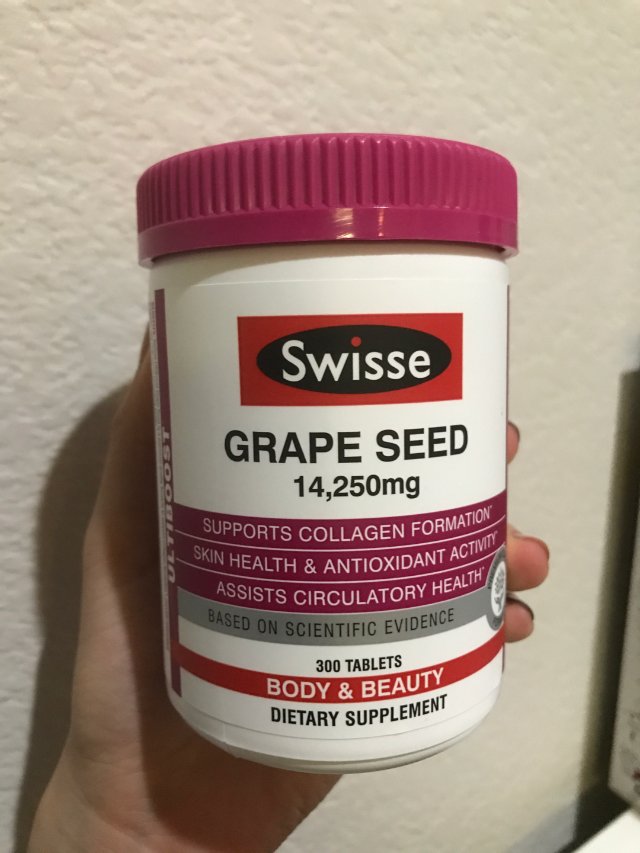 Swisse
GRAPE SEED
14,250mg
SUPPORTS COLLAGEN FORMATION*
SKIN HEALTH & ANTIOXIDANT ACTIVITY*
ASSISTS CIRCULATORY HEALTH*
BASED ON SCIENTIFIC EVIDENCE
300 TABLETS
BODY & BEAUTY
DIETARY SUPPLEMENT
ULTIBOOST